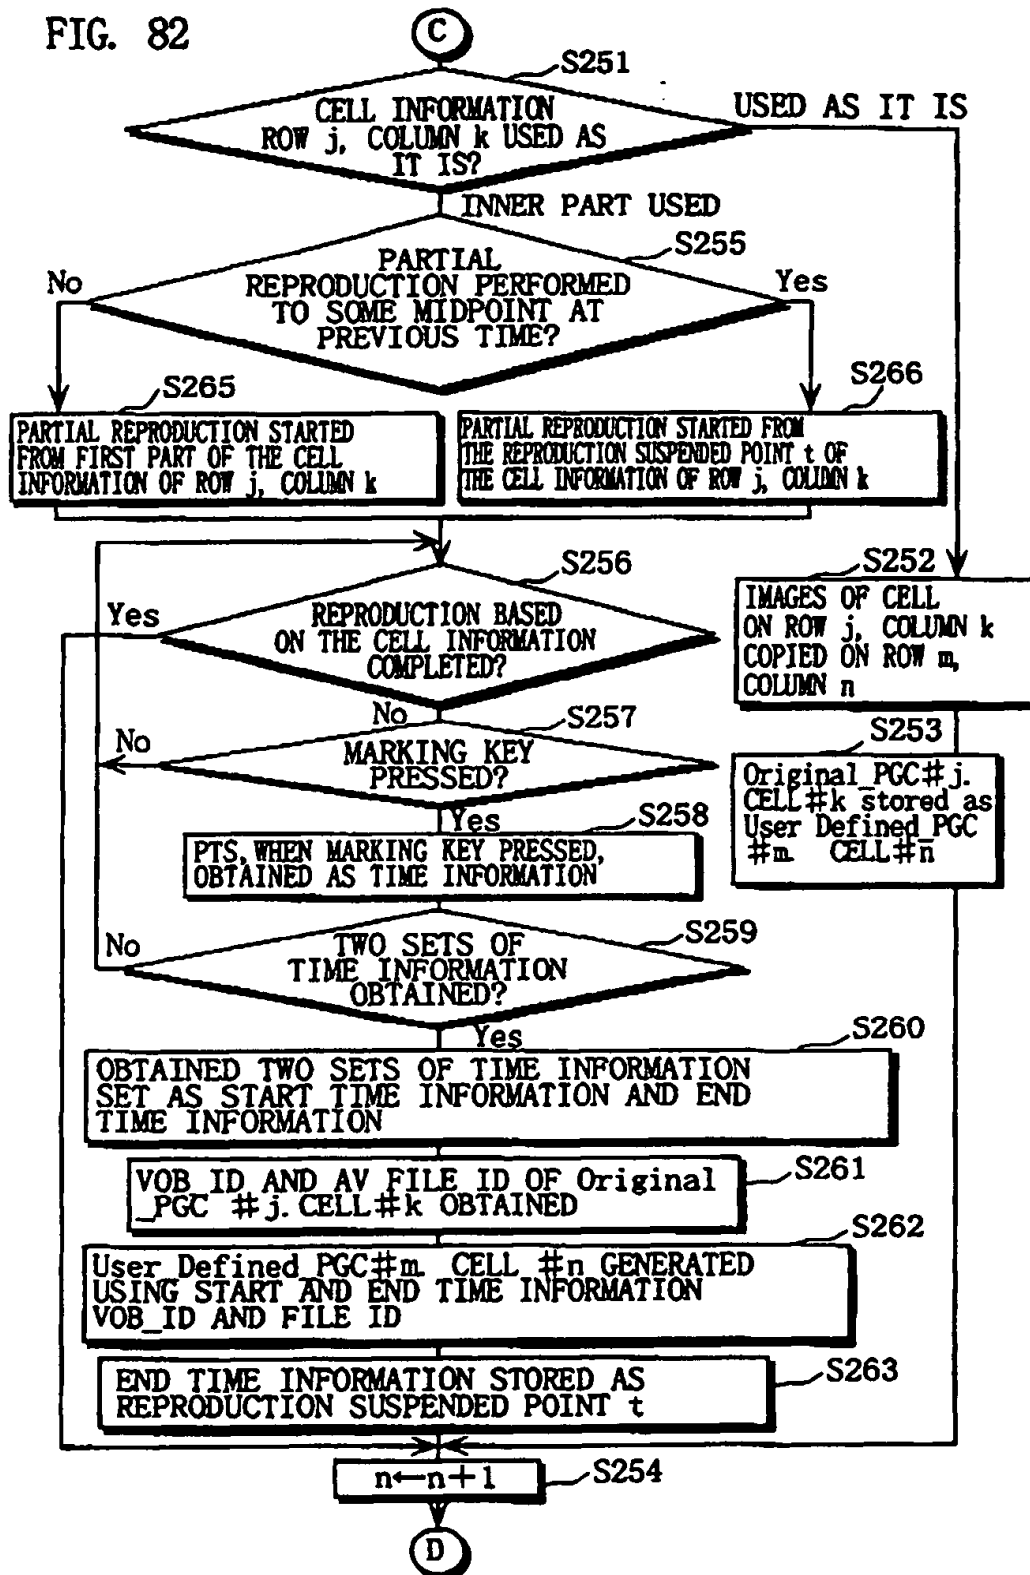 FIG. 82
C
S251
CELL INFORMATION
ROW j, COLUMN k USED AS
IT IS?
USED AS IT IS
INNER PART USED
S255
PARTIAL
REPRODUCTION PERFORMED
TO SOME MIDPOINT AT
PREVIOUS TIME?
No
Yes
S265
PARTIAL REPRODUCTION STARTED
FROM FIRST PART OF THE CELL
INFORMATION OF ROW j, COLUMN k
S266
PARTIAL REPRODUCTION STARTED FROM
THE REPRODUCTION SUSPENDED POINT t OF
THE CELL INFORMATION OF ROW j, COLUMN k
S256
Yes
REPRODUCTION BASED
ON THE CELL INFORMATION
COMPLETED?
S252
IMAGES OF CELL
ON ROW j, COLUMN k
COPIED ON ROW m,
COLUMN n
No
S257
No
MARKING KEY
PRESSED?
S253
Original_PGC#j.
CELL#k stored as
User Defined_PGC
#m. CELL#n
Yes
S258
PTS, WHEN MARKING KEY PRESSED,
OBTAINED AS TIME INFORMATION
S259
No
TWO SETS OF
TIME INFORMATION
OBTAINED?
Yes
S260
OBTAINED TWO SETS OF TIME INFORMATION
SET AS START TIME INFORMATION AND END
TIME INFORMATION
S261
VOB_ID AND AV FILE ID OF Original
_PGC #j. CELL#k OBTAINED
S262
User Defined_PGC#m. CELL #n GENERATED
USING START AND END TIME INFORMATION
VOB_ID AND FILE ID
S263
END TIME INFORMATION STORED AS
REPRODUCTION SUSPENDED POINT t
S254
n←n+1
D